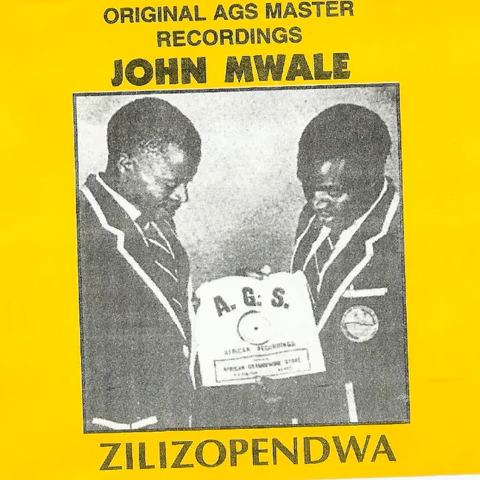 ORIGINAL AGS MASTER
RECORDINGS
JOHN MWALE
A. G. S.
AFRICAN RECORDINGS
AFRICAN GRAMOPHONE STORE
ZILIZOPENDWA